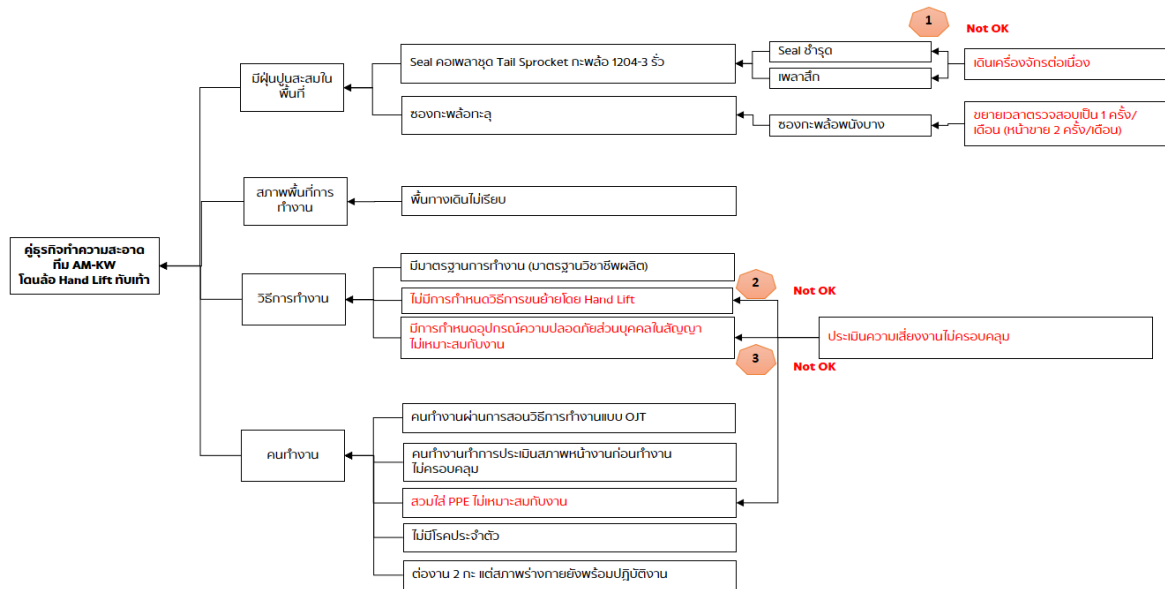 1
Not OK
Seal คอเพลาชุด Tail Sprocket กะพล้อ 1204-3 รั่ว
Seal ชำรุด
เพลาสึก
เดินเครื่องจักรต่อเนื่อง
มีฝุ่นปูนสะสมใน
พื้นที่
ซองกะพล้อทะลุ
ซองกะพล้อผนังบาง
ขยายเวลาตรวจสอบเป็น 1 ครั้ง/
เดือน (หน้าขาย 2 ครั้ง/เดือน)
สภาพพื้นที่การ
ทำงาน
พื้นทางเดินไม่เรียบ
คู่ธุรกิจทำความสะอาด
ทีม AM-KW
โดนล้อ Hand Lift ทับเท้า
วิธีการทำงาน
มีมาตรฐานการทำงาน (มาตรฐานวิชาชีพผลิต)
2
Not OK
ไม่มีการกำหนดวิธีการขนย้ายโดย Hand Lift
มีการกำหนดอุปกรณ์ความปลอดภัยส่วนบุคคลในสัญญา
ไม่เหมาะสมกับงาน
ประเมินความเสี่ยงงานไม่ครอบคลุม
3
Not OK
คนทำงาน
คนทำงานผ่านการสอนวิธีการทำงานแบบ OJT
คนทำงานทำการประเมินสภาพหน้างานก่อนทำงาน
ไม่ครอบคลุม
สวมใส่ PPE ไม่เหมาะสมกับงาน
ไม่มีโรคประจำตัว
ต่องาน 2 กะ แต่สภาพร่างกายยังพร้อมปฏิบัติงาน